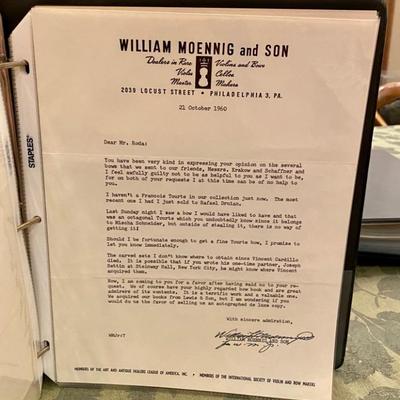 WILLIAM MOENNIG and SON
Dealers in Rare Violins and Bows
Violas Cellos
Master Makers
2039 LOCUST STREET • PHILADELPHIA 3, PA.
21 October 1960
Dear Mr. Roda:
You have been very kind in expressing your opinion on the several
bows that we sent to our friends, Messrs. Krakow and Schaffner and
I feel awfully guilty not to be as helpful to you as I want to be,
for on both of your requests I at this time can be of no help to
you.
I haven't a Francois Tourte in our collection just now. The most
recent one I had I just sold to Rafael Druian.
Last Sunday night I saw a bow I would have liked to have and that
was an octagonal Tourte which you undoubtedly know since it belongs
to Mischa Schneider, but outside of stealing it, there is no way of
getting it!
Should I be fortunate enough to get a fine Tourte bow, I promise to
let you know immediately.
The carved sets I don't know where to obtain since Vincent Cardillo
died. It is possible that if you wrote his one-time partner, Joseph
Settin at Steinway Hall, New York City, he might know where Vincent
acquired them.
Now, I am going to you for a favor after having said no to your re-
quests. We of course have your highly regarded bow book and are great
admirers of its contents. It is a terrific work and a valuable one.
We acquired our books from Lewis & Son, but I am wondering if you
would do me the favor of selling us an autographed de luxe copy.
With sincere admiration,
WILLIAM MOENNIG AND SON
WHM/rT
MEMBERS OF THE ART AND ANTIQUE DEALERS LEAGUE OF AMERICA, INC. • MEMBERS OF THE INTERNATIONAL SOCIETY OF VIOLIN AND BOW MAKERS
STAPLES